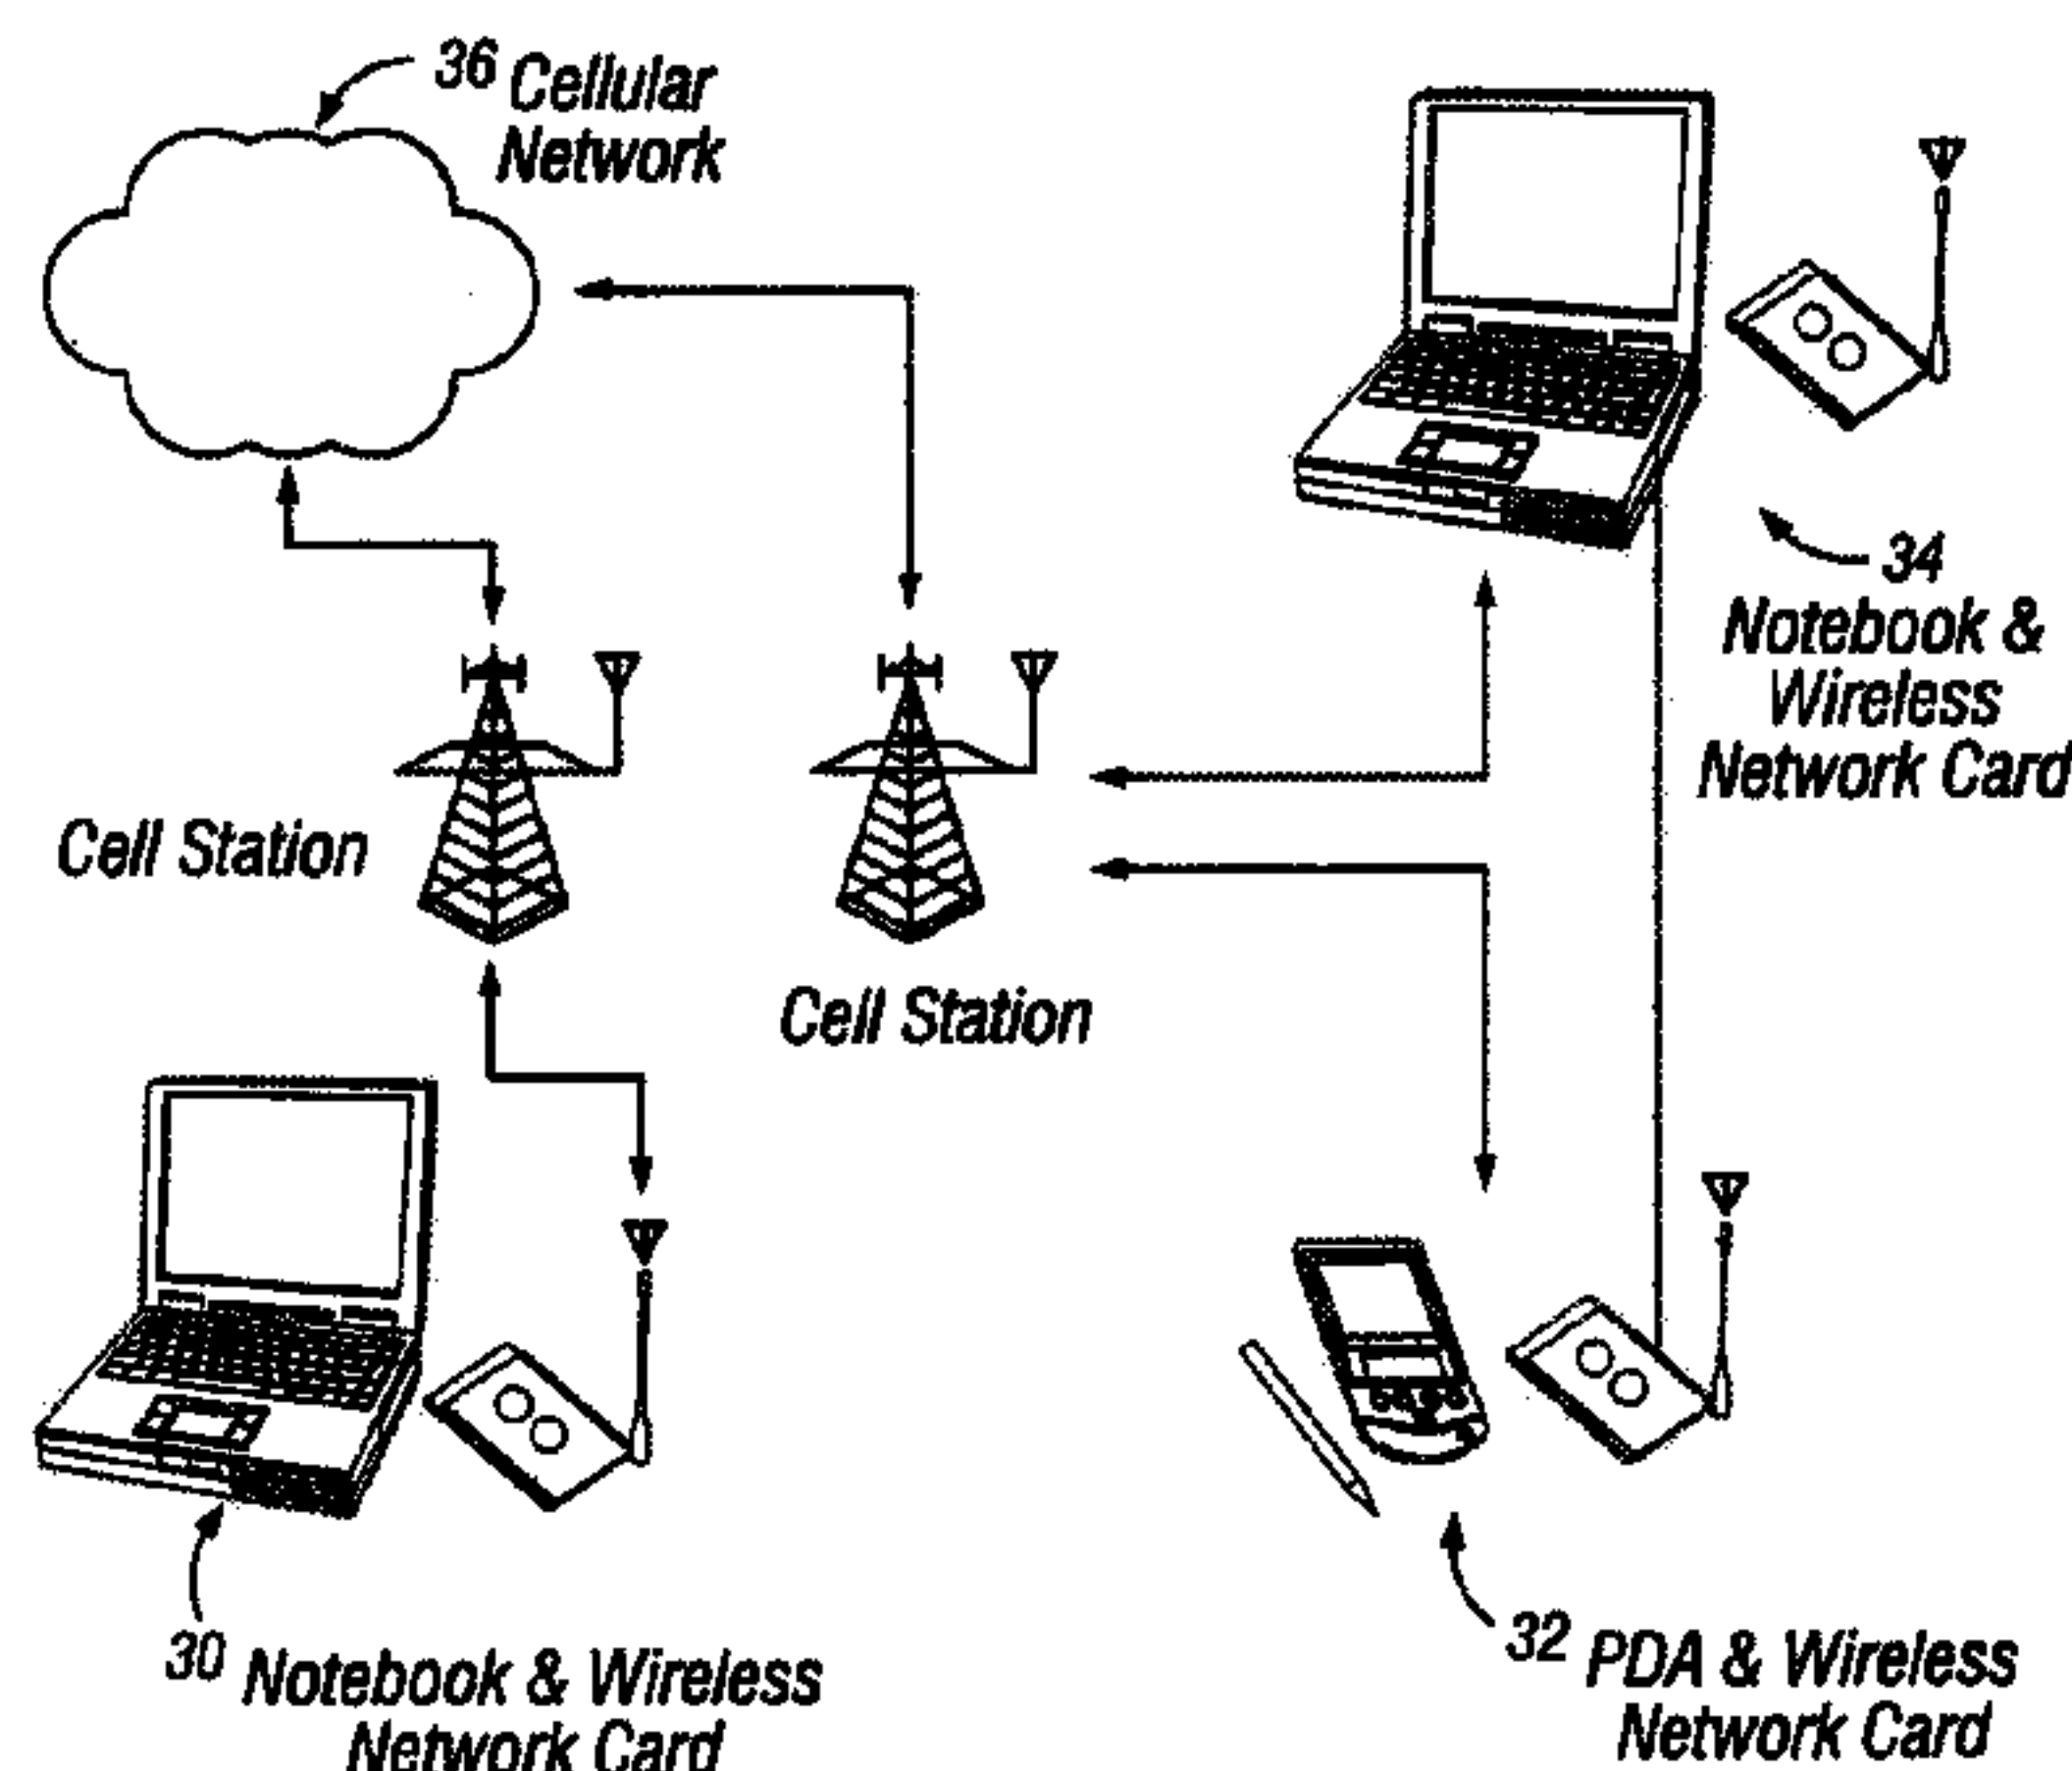 36 Cellular
Network
34
Notebook &
Wireless
Network Card
Cell Station
Cell Station
30 Notebook & Wireless
Network Card
32 PDA & Wireless
Network Card